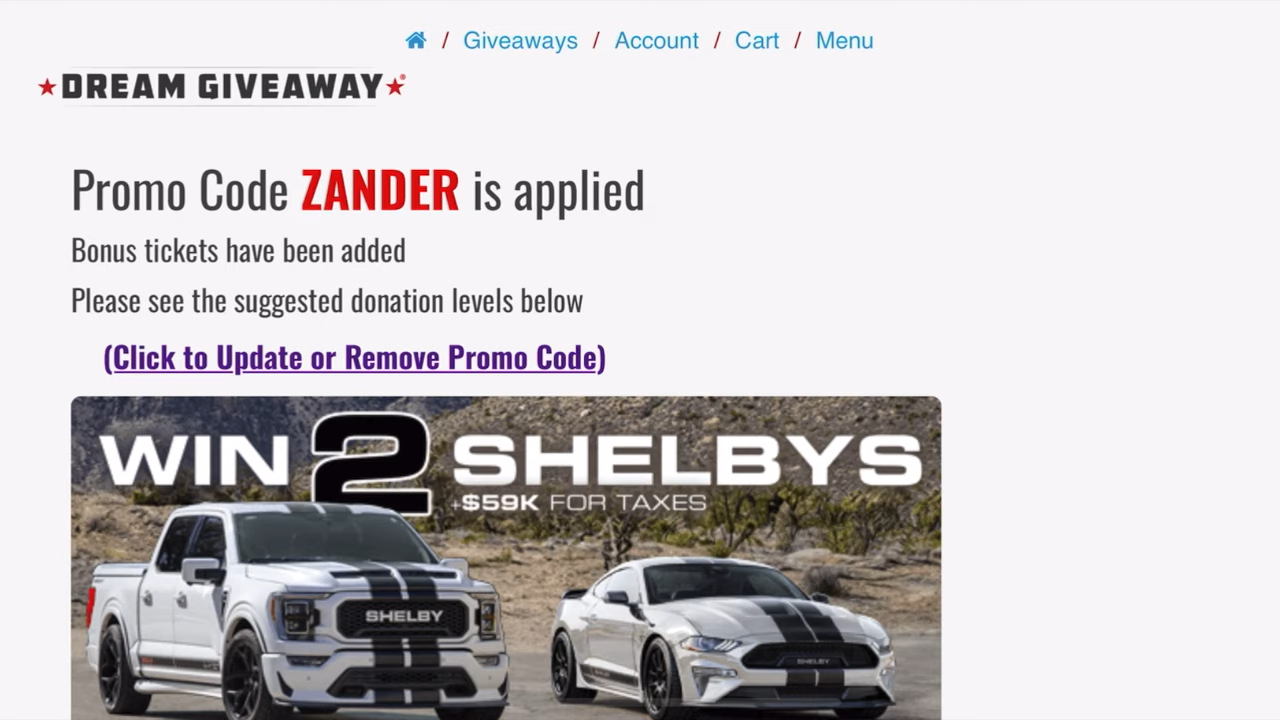 / Giveaways / Account / Cart / Menu
★DREAM GIVEAWAY★®
Promo Code ZANDER is applied
Bonus tickets have been added
Please see the suggested donation levels below
(Click to Update or Remove Promo Code)
WIN 2 SHELBYS
+$59K FOR TAXES
SHELBY
SHELBY